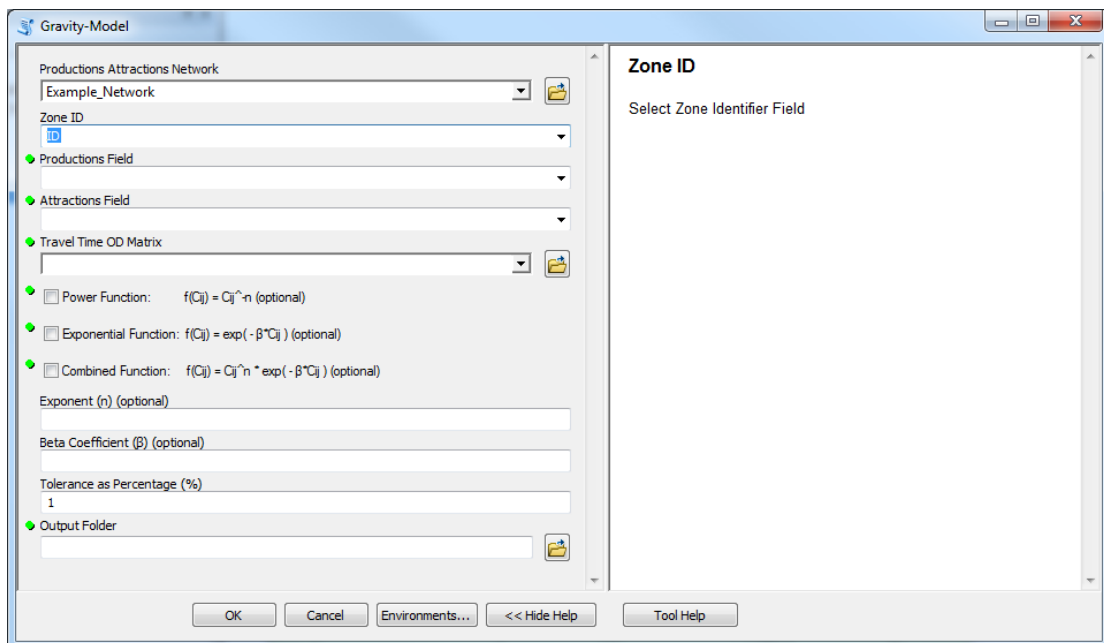 Gravity-Model
Productions Attractions Network
Example_Network
Zone ID
ID
Productions Field
Attractions Field
Travel Time OD Matrix
Power Function: f(Cij) = Cij^-n (optional)
Exponential Function: f(Cij) = exp( - β*Cij ) (optional)
Combined Function: f(Cij) = Cij^n * exp( - β*Cij ) (optional)
Exponent (n) (optional)
Beta Coefficient (β) (optional)
Tolerance as Percentage (%)
1
Output Folder
Zone ID
Select Zone Identifier Field
OK Cancel Environments... << Hide Help Tool Help